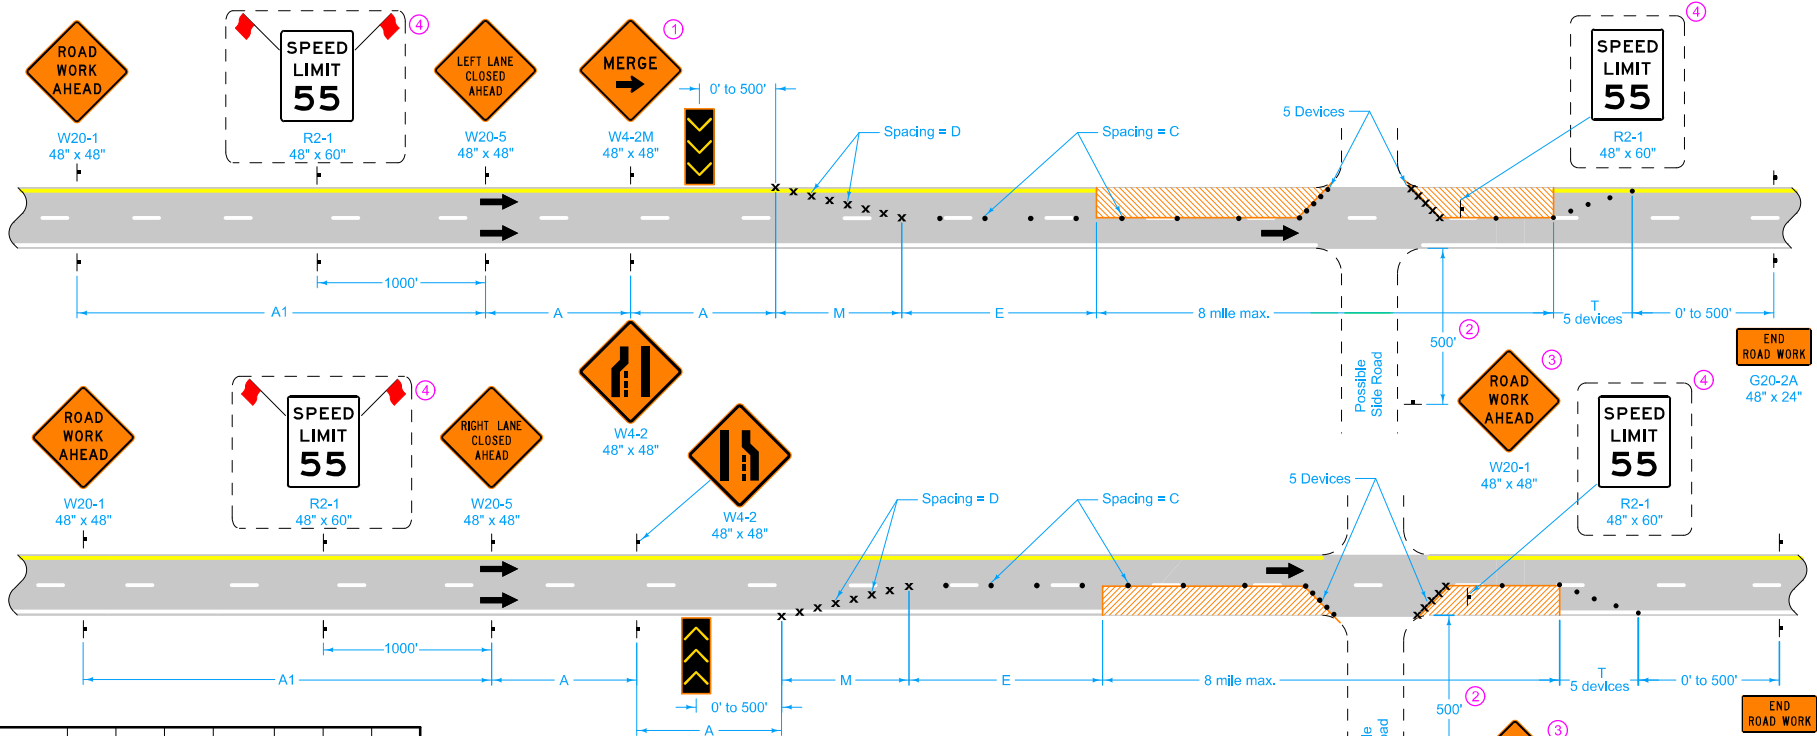 ROAD
WORK
AHEAD
W20-1
48" x 48"
SPEED
LIMIT
55
R2-1
48" x 60"
4
LEFT LANE
CLOSED
AHEAD
W20-5
48" x 48"
MERGE
W4-2M
48" x 48"
1
0' to 500'
Spacing = D
Spacing = C
5 Devices
4
SPEED
LIMIT
55
R2-1
48" x 60"
1000'
A1
A
A
M
E
8 mile max.
T
5 devices
0' to 500'
500'
2
Possible
Side Road
END
ROAD WORK
G20-2A
48" x 24"
ROAD
WORK
AHEAD
W20-1
48" x 48"
3
W4-2
48" x 48"
ROAD
WORK
AHEAD
W20-1
48" x 48"
SPEED
LIMIT
55
R2-1
48" x 60"
4
RIGHT LANE
CLOSED
AHEAD
W20-5
48" x 48"
W4-2
48" x 48"
Spacing = D
Spacing = C
5 Devices
4
SPEED
LIMIT
55
R2-1
48" x 60"
1000'
A1
A
M
E
8 mile max.
T
5 devices
0' to 500'
0' to 500'
A
500'
2
3
END
ROAD WORK